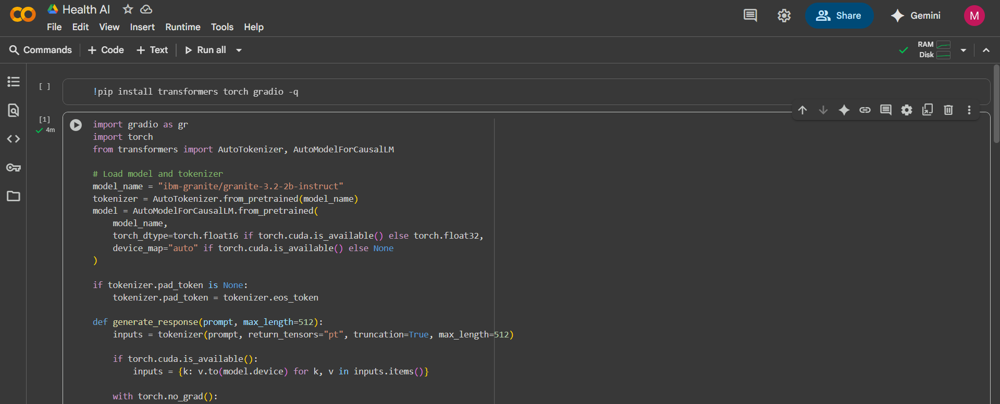 Health AI
File Edit View Insert Runtime Tools Help
Share
Gemini
M
Commands + Code + Text Run all
RAM
Disk
[ ]
!pip install transformers torch gradio -q
[1]
4m
import gradio as gr
import torch
from transformers import AutoTokenizer, AutoModelForCausalLM
# Load model and tokenizer
model_name = "ibm-granite/granite-3.2-2b-instruct"
tokenizer = AutoTokenizer.from_pretrained(model_name)
model = AutoModelForCausalLM.from_pretrained(
    model_name,
    torch_dtype=torch.float16 if torch.cuda.is_available() else torch.float32,
    device_map="auto" if torch.cuda.is_available() else None
)
if tokenizer.pad_token is None:
    tokenizer.pad_token = tokenizer.eos_token
def generate_response(prompt, max_length=512):
    inputs = tokenizer(prompt, return_tensors="pt", truncation=True, max_length=512)
    if torch.cuda.is_available():
        inputs = {k: v.to(model.device) for k, v in inputs.items()}
    with torch.no_grad():